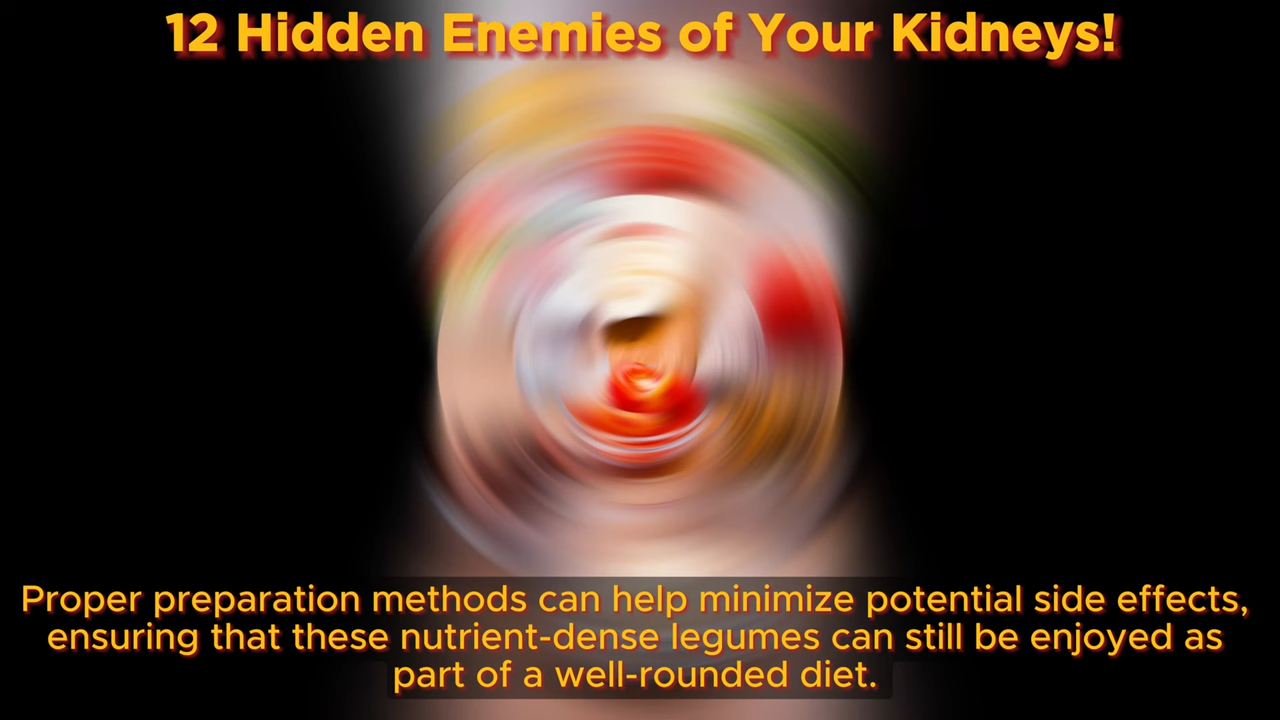 12 Hidden Enemies of Your Kidneys!
Proper preparation methods can help minimize potential side effects,
ensuring that these nutrient-dense legumes can still be enjoyed as
part of a well-rounded diet.